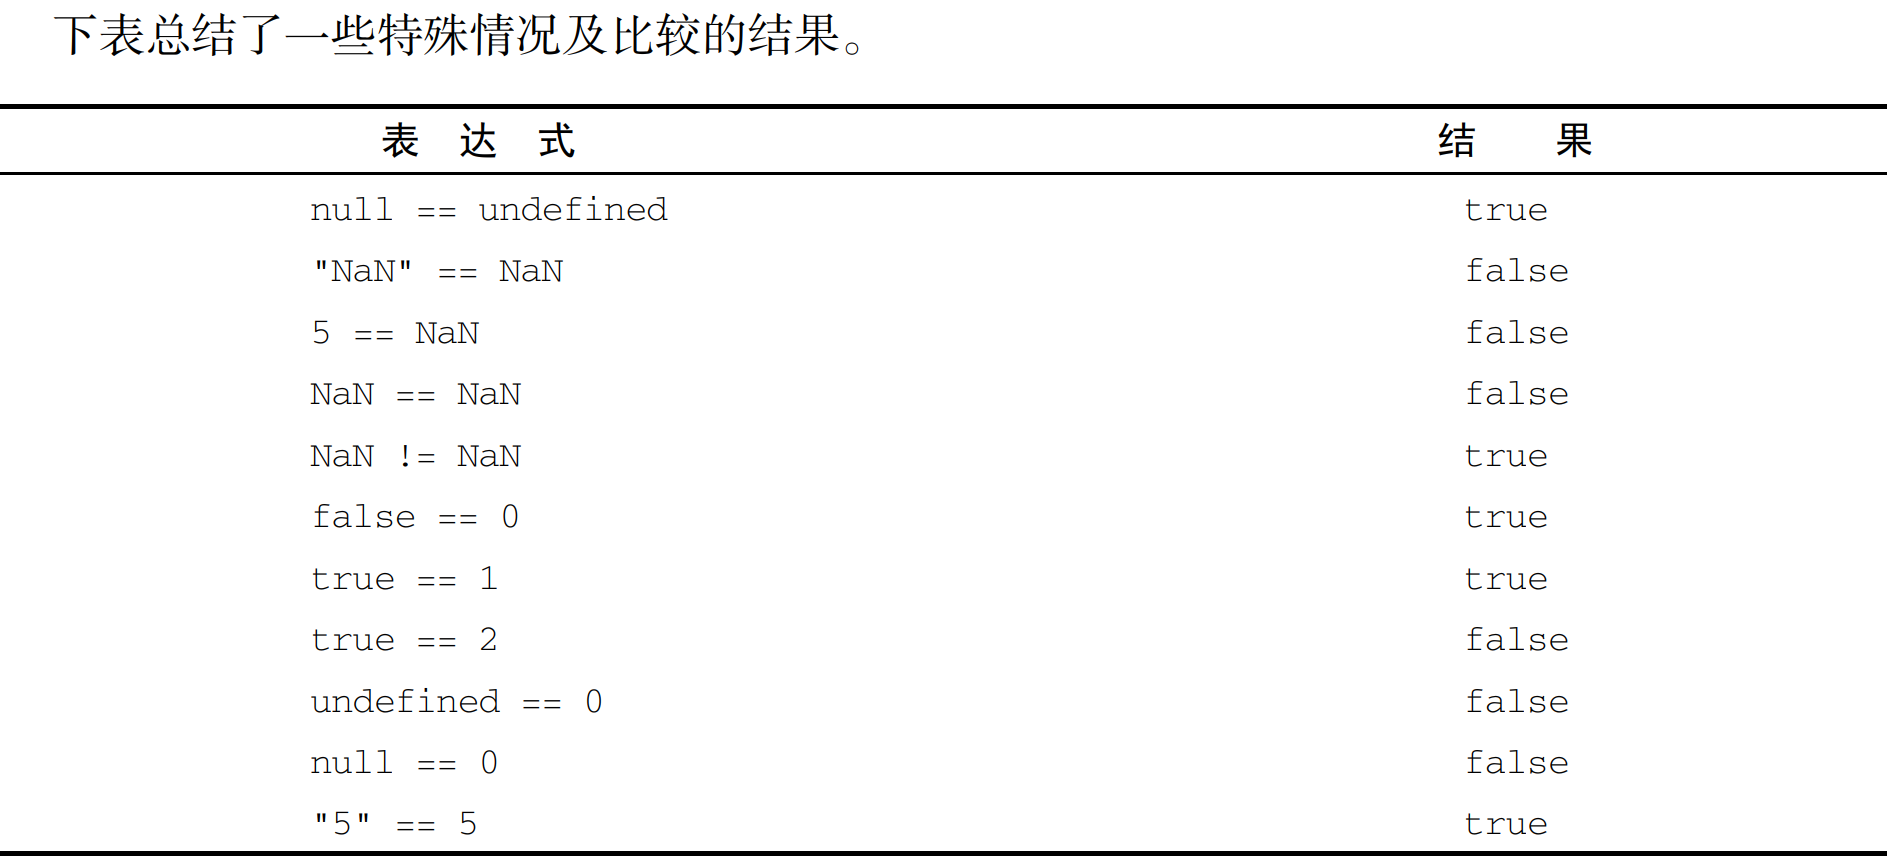 下表总结了一些特殊情况及比较的结果。
表 达 式 结 果
null == undefined true
"NaN" == NaN false
5 == NaN false
NaN == NaN false
NaN != NaN true
false == 0 true
true == 1 true
true == 2 false
undefined == 0 false
null == 0 false
"5" == 5 true